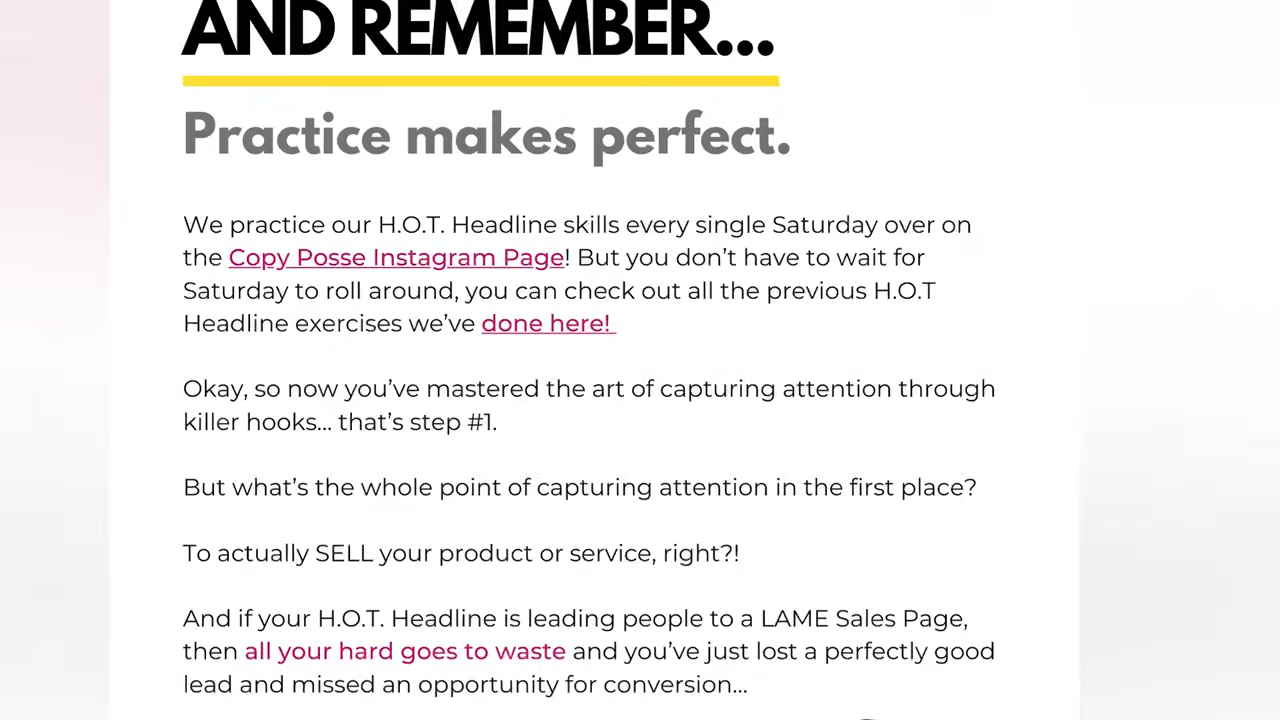 AND REMEMBER...
Practice makes perfect.
We practice our H.O.T. Headline skills every single Saturday over on
the Copy Posse Instagram Page! But you don't have to wait for
Saturday to roll around, you can check out all the previous H.O.T
Headline exercises we've done here!
Okay, so now you've mastered the art of capturing attention through
killer hooks... that's step #1.
But what's the whole point of capturing attention in the first place?
To actually SELL your product or service, right?!
And if your H.O.T. Headline is leading people to a LAME Sales Page,
then all your hard goes to waste and you've just lost a perfectly good
lead and missed an opportunity for conversion...